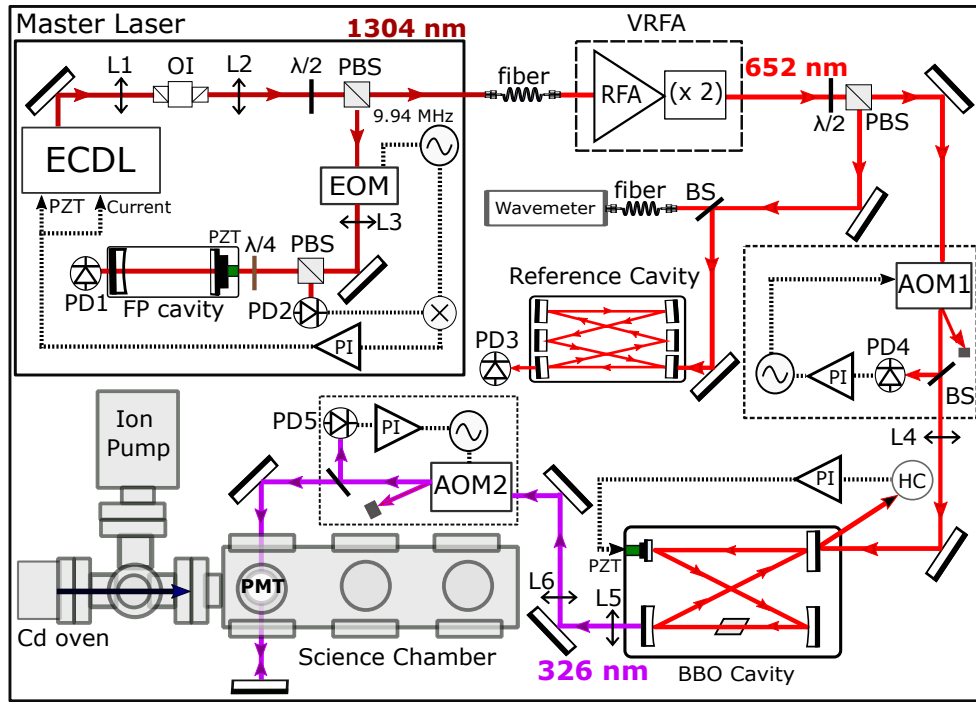 Master Laser
1304 nm
VRFA
L1
OI
L2
λ/2
PBS
fiber
RFA
(x 2)
652 nm
λ/2
PBS
9.94 MHz
ECDL
EOM
PZT
Current
L3
fiber
BS
Wavemeter
PZT
λ/4
PBS
PD1
FP cavity
PD2
Reference Cavity
AOM1
PI
PD3
PD4
PI
BS
Ion
Pump
PD5
PI
L4
AOM2
PI
HC
PZT
PMT
L6
L5
Cd oven
Science Chamber
326 nm
BBO Cavity